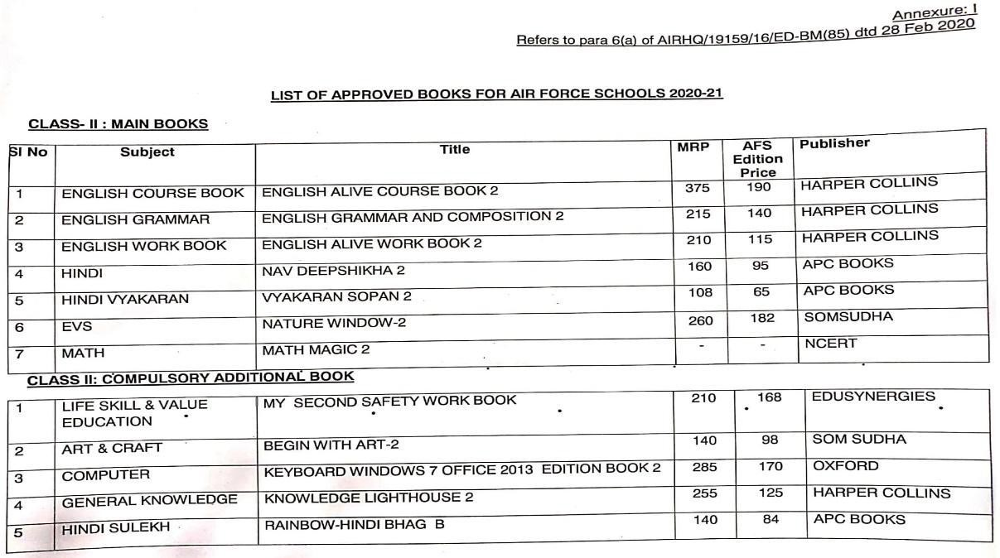 Annexure: I
Refers to para 6(a) of AIRHQ/19159/16/ED-BM(85) dtd 28 Feb 2020
LIST OF APPROVED BOOKS FOR AIR FORCE SCHOOLS 2020-21
CLASS- II : MAIN BOOKS
SI No Subject Title MRP AFS Edition Price Publisher
1 ENGLISH COURSE BOOK ENGLISH ALIVE COURSE BOOK 2 375 190 HARPER COLLINS
2 ENGLISH GRAMMAR ENGLISH GRAMMAR AND COMPOSITION 2 215 140 HARPER COLLINS
3 ENGLISH WORK BOOK ENGLISH ALIVE WORK BOOK 2 210 115 HARPER COLLINS
4 HINDI NAV DEEPSHIKHA 2 160 95 APC BOOKS
5 HINDI VYAKARAN VYAKARAN SOPAN 2 108 65 APC BOOKS
6 EVS NATURE WINDOW-2 260 182 SOMSUDHA
7 MATH MATH MAGIC 2 - - NCERT
CLASS II: COMPULSORY ADDITIONAL BOOK
1 LIFE SKILL & VALUE EDUCATION MY SECOND SAFETY WORK BOOK 210 168 EDUSYNERGIES
2 ART & CRAFT BEGIN WITH ART-2 140 98 SOM SUDHA
3 COMPUTER KEYBOARD WINDOWS 7 OFFICE 2013 EDITION BOOK 2 285 170 OXFORD
4 GENERAL KNOWLEDGE KNOWLEDGE LIGHTHOUSE 2 255 125 HARPER COLLINS
5 HINDI SULEKH RAINBOW-HINDI BHAG B 140 84 APC BOOKS